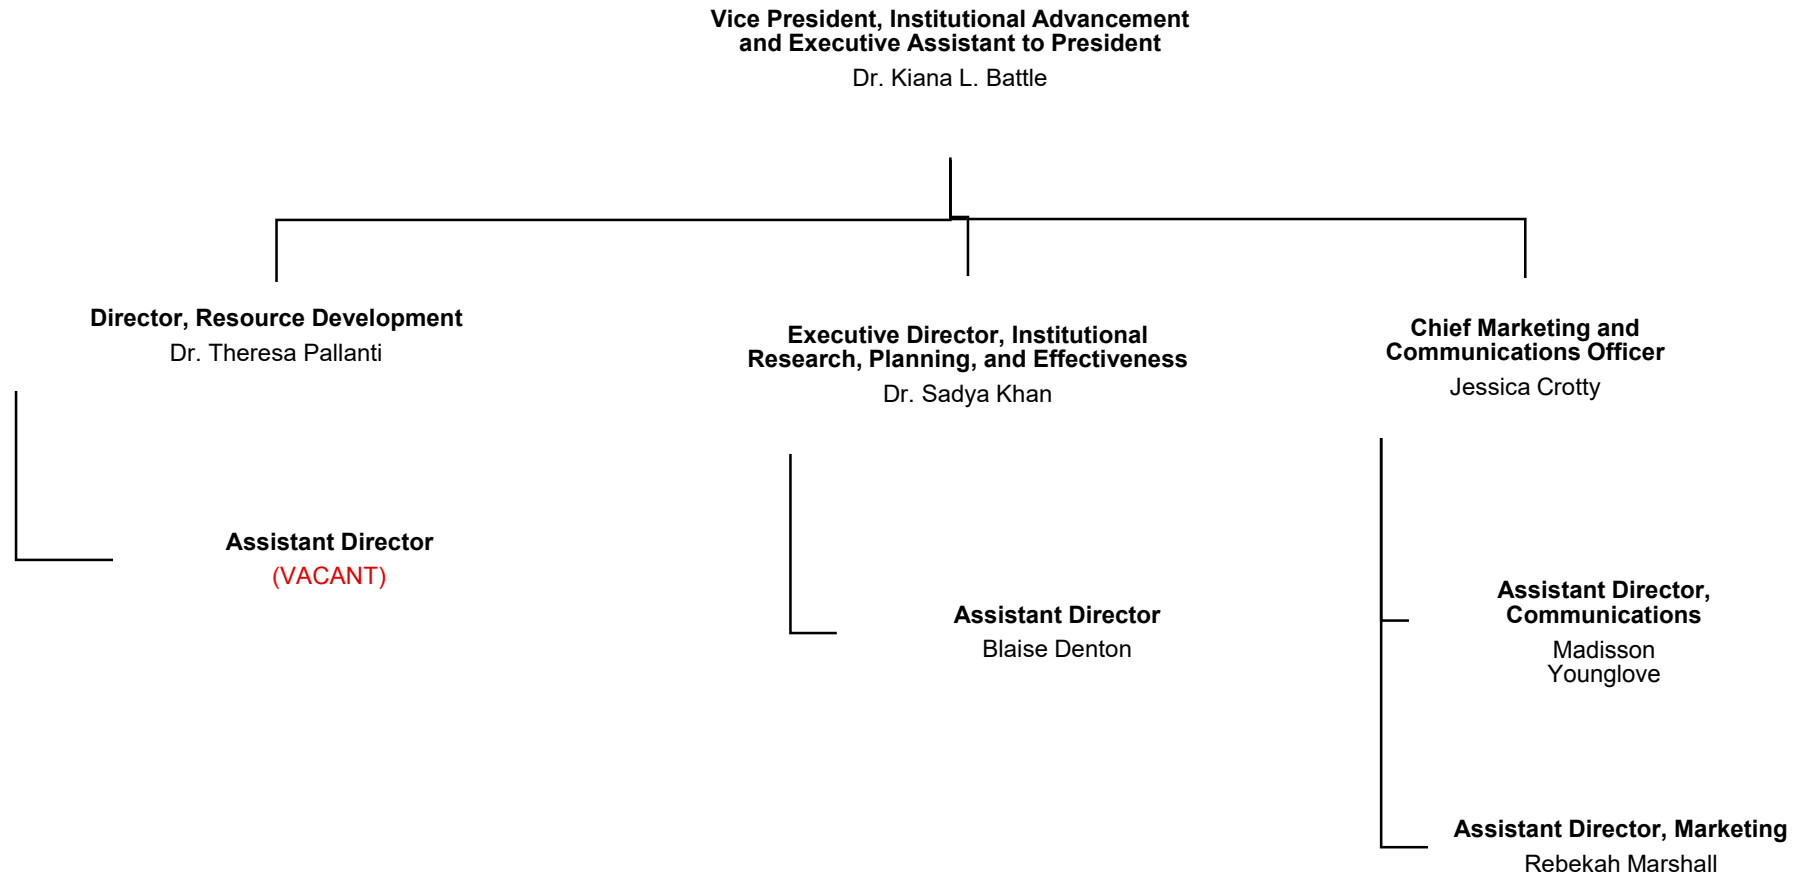 Vice President, Institutional Advancement
and Executive Assistant to President
Dr. Kiana L. Battle
Director, Resource Development
Dr. Theresa Pallanti
Assistant Director
(VACANT)
Executive Director, Institutional
Research, Planning, and Effectiveness
Dr. Sadya Khan
Assistant Director
Blaise Denton
Chief Marketing and
Communications Officer
Jessica Crotty
Assistant Director,
Communications
Madisson
Younglove
Assistant Director, Marketing
Rebekah Marshall